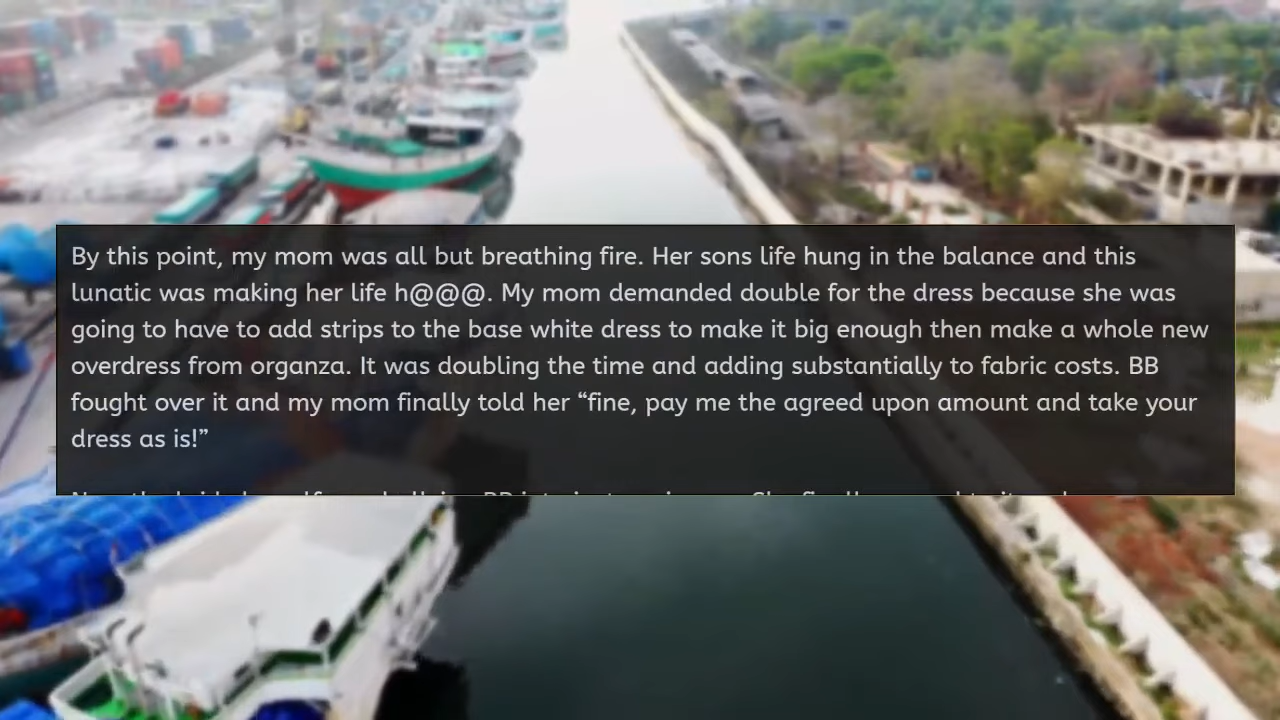 By this point, my mom was all but breathing fire. Her sons life hung in the balance and this
lunatic was making her life h@@@. My mom demanded double for the dress because she was
going to have to add strips to the base white dress to make it big enough then make a whole new
overdress from organza. It was doubling the time and adding substantially to fabric costs. BB
fought over it and my mom finally told her “fine, pay me the agreed upon amount and take your
dress as is!”